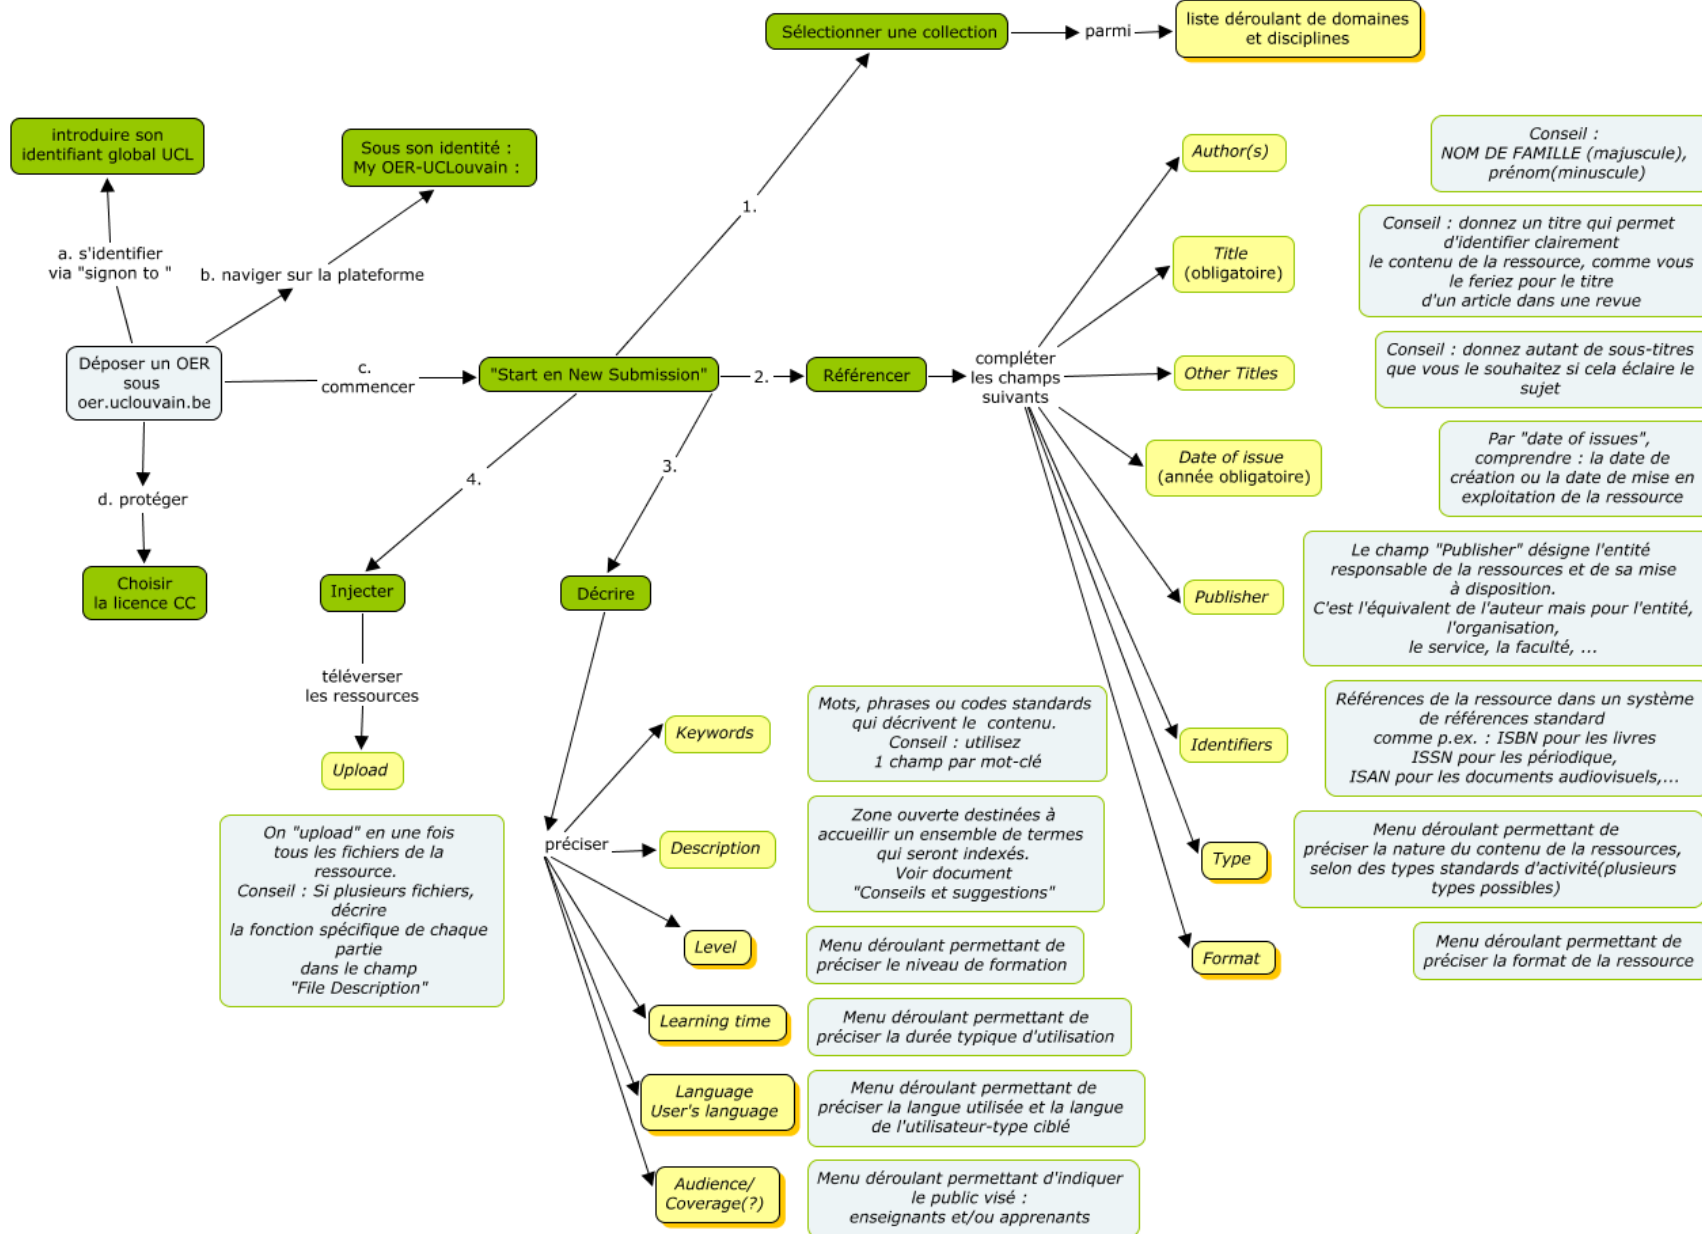 Sélectionner une collection
parmi
liste déroulant de domaines
et disciplines
introduire son
identifiant global UCL
Sous son identité :
My OER-UCLouvain :
a. s'identifier
via "signon to "
b. naviger sur la plateforme
1.
Déposer un OER
sous
oer.uclouvain.be
c.
commencer
"Start en New Submission"
2.
Référencer
compléter
les champs
suivants
d. protéger
Choisir
la licence CC
4.
3.
Injecter
Décrire
téléverser
les ressources
Upload
On "upload" en une fois
tous les fichiers de la
ressource.
Conseil : Si plusieurs fichiers,
décrire
la fonction spécifique de chaque
partie
dans le champ
"File Description"
préciser
Keywords
Mots, phrases ou codes standards
qui décrivent le contenu.
Conseil : utilisez
1 champ par mot-clé
Description
Zone ouverte destinées à
accueillir un ensemble de termes
qui seront indexés.
Voir document
"Conseils et suggestions"
Level
Menu déroulant permettant de
préciser le niveau de formation
Learning time
Menu déroulant permettant de
préciser la durée typique d'utilisation
Language
User's language
Menu déroulant permettant de
préciser la langue utilisée et la langue
de l'utilisateur-type ciblé
Audience/
Coverage(?)
Menu déroulant permettant d'indiquer
le public visé :
enseignants et/ou apprenants
Author(s)
Conseil :
NOM DE FAMILLE (majuscule),
prénom(minuscule)
Title
(obligatoire)
Conseil : donnez un titre qui permet
d'identifier clairement
le contenu de la ressource, comme vous
le feriez pour le titre
d'un article dans une revue
Other Titles
Conseil : donnez autant de sous-titres
que vous le souhaitez si cela éclaire le
sujet
Date of issue
(année obligatoire)
Par "date of issues",
comprendre : la date de
création ou la date de mise en
exploitation de la ressource
Publisher
Le champ "Publisher" désigne l'entité
responsable de la ressources et de sa mise
à disposition.
C'est l'équivalent de l'auteur mais pour l'entité,
l'organisation,
le service, la faculté, ...
Identifiers
Références de la ressource dans un système
de références standard
comme p.ex. : ISBN pour les livres
ISSN pour les périodique,
ISAN pour les documents audiovisuels,...
Type
Menu déroulant permettant de
préciser la nature du contenu de la ressources,
selon des types standards d'activité(plusieurs
types possibles)
Format
Menu déroulant permettant de
préciser la format de la ressource